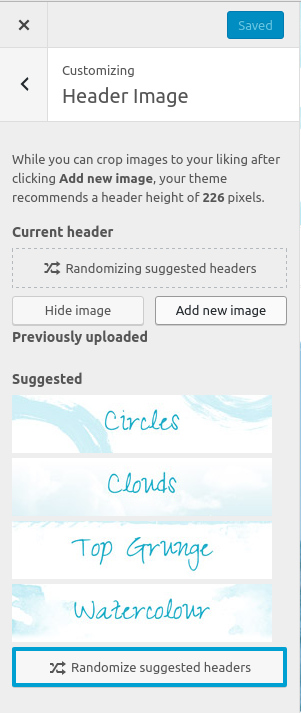 Saved
Customizing
Header Image
While you can crop images to your liking after
clicking Add new image, your theme
recommends a header height of 226 pixels.
Current header
Randomizing suggested headers
Hide image Add new image
Previously uploaded
Suggested
Circles
Clouds
Top Grunge
Watercolour
Randomize suggested headers